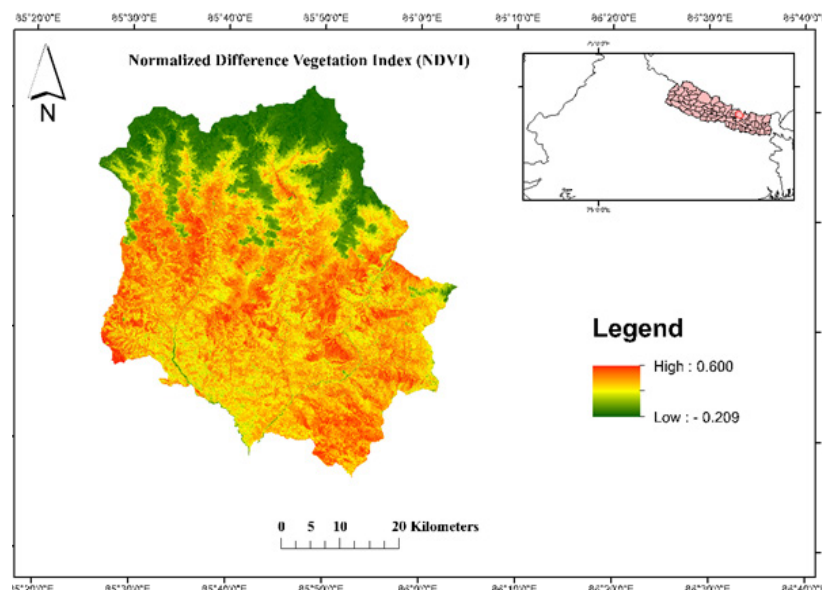 85°20'0"E 85°30'0"E 85°40'0"E 85°50'0"E 86°0'0"E 86°10'0"E 86°20'0"E 86°30'0"E 86°40'0"E
Normalized Difference Vegetation Index (NDVI)
N
Legend
High : 0.600
Low : - 0.209
0 5 10 20 Kilometers
85°20'0"E 85°30'0"E 85°40'0"E 85°50'0"E 86°0'0"E 86°10'0"E 86°20'0"E 86°30'0"E 86°40'0"E